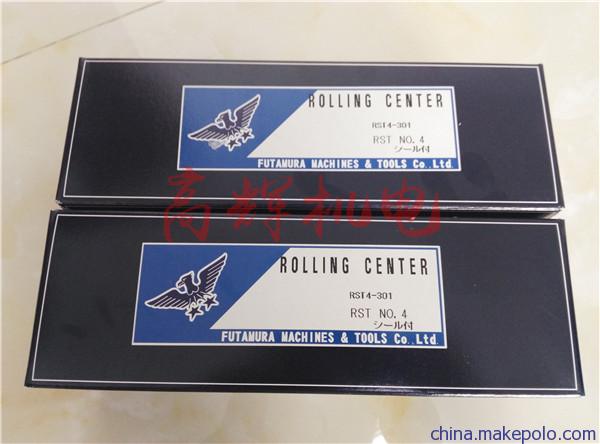 ROLLING CENTER
RST4-301
RST NO.4
シール付
FUTAMURA MACHINES & TOOLS Co.,Ltd.
高辉机电
ROLLING CENTER
RST4-301
RST NO.4
シール付
FUTAMURA MACHINES & TOOLS Co.,Ltd.
china.makepolo.com